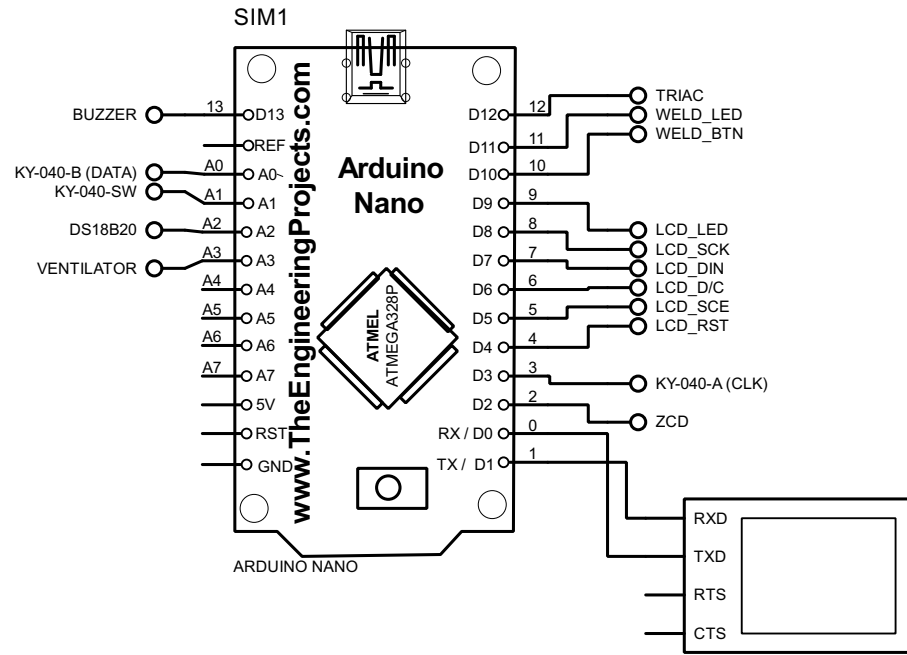 SIM1
BUZZER
13
D13
REF
KY-040-B (DATA)
A0
A0
KY-040-SW
A1
A1
DS18B20
A2
A2
VENTILATOR
A3
A3
A4
A4
A5
A5
A6
A6
A7
A7
5V
RST
GND
www.TheEngineeringProjects.com
Arduino
Nano
ATMEL
ATMEGA328P
D12
12
TRIAC
D11
11
WELD_LED
D10
10
WELD_BTN
D9
9
LCD_LED
D8
8
LCD_SCK
D7
7
LCD_DIN
D6
6
LCD_D/C
D5
5
LCD_SCE
D4
4
LCD_RST
D3
3
KY-040-A (CLK)
D2
2
ZCD
RX / D0
0
TX / D1
1
ARDUINO NANO
RXD
TXD
RTS
CTS